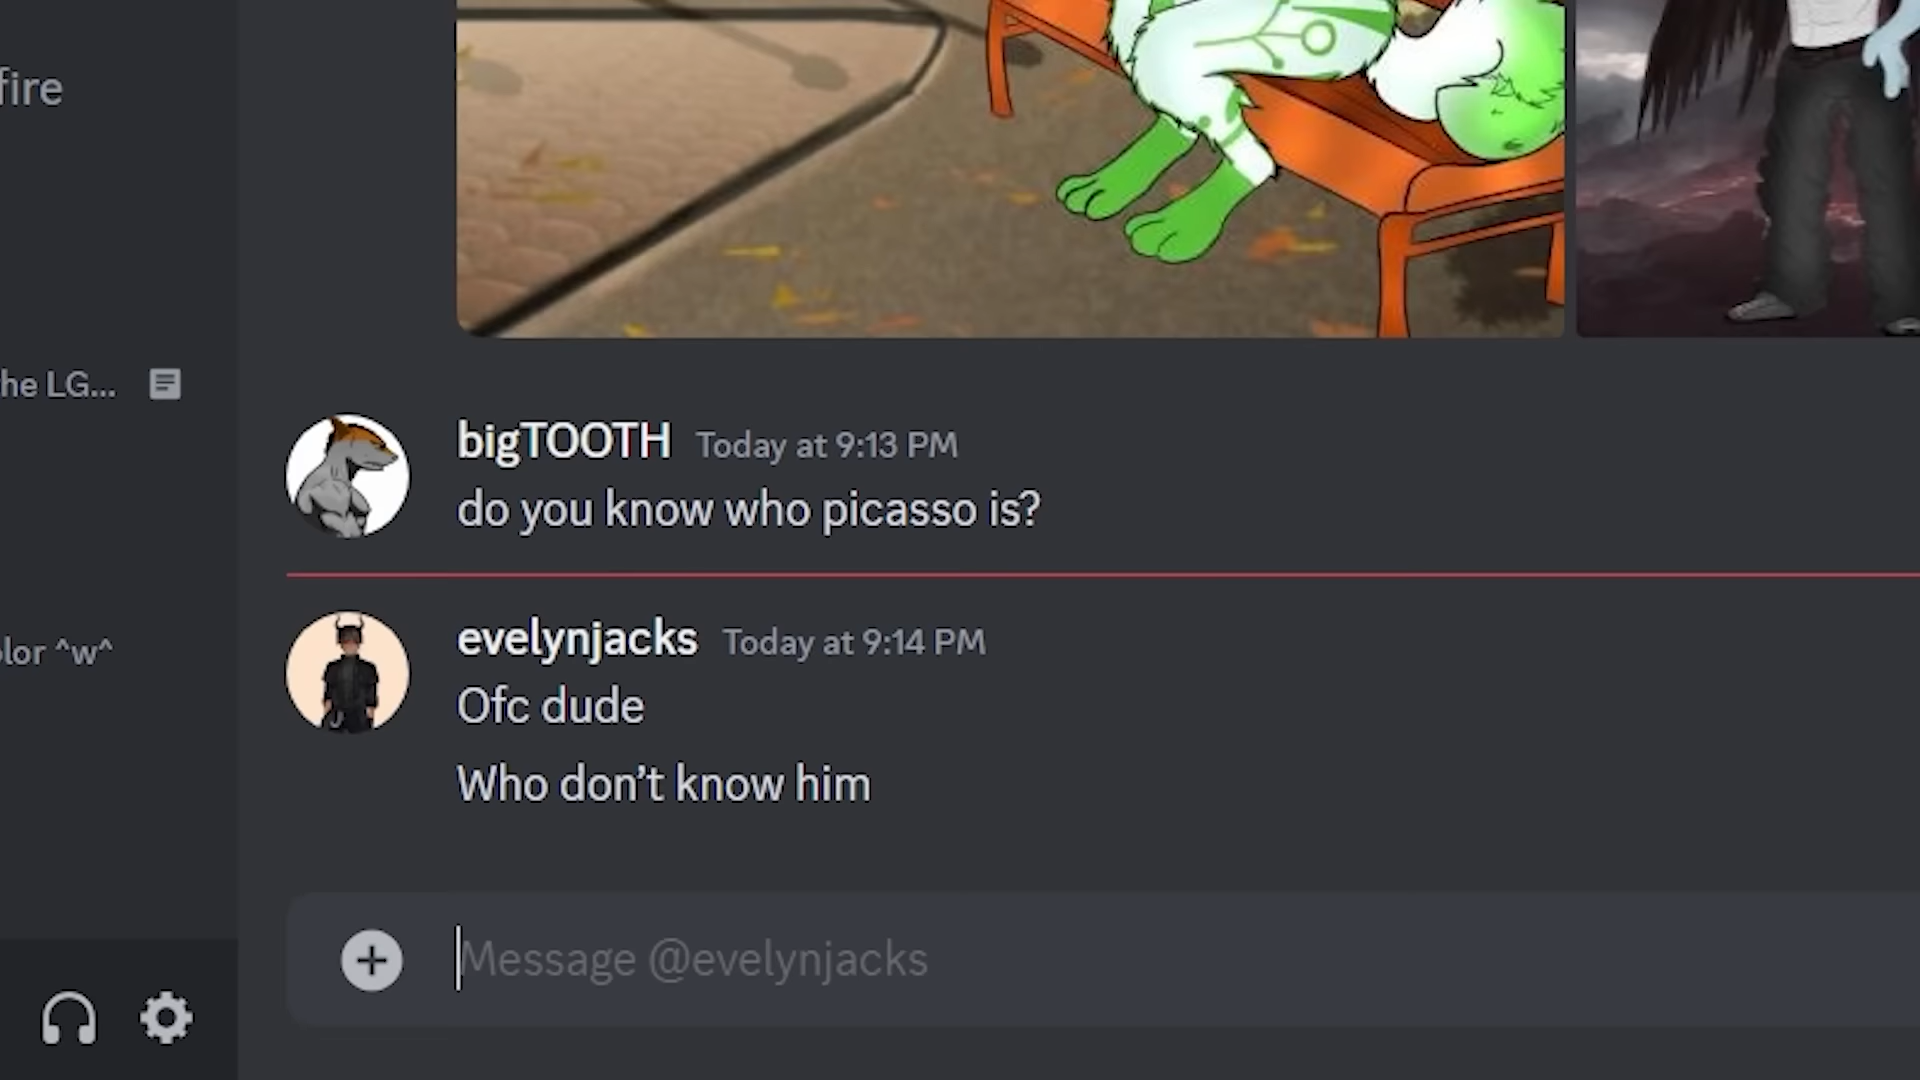 fire
he LG...
lor ^w^
bigTOOTH Today at 9:13 PM
do you know who picasso is?
evelynjacks Today at 9:14 PM
Ofc dude
Who don't know him
Message @evelynjacks